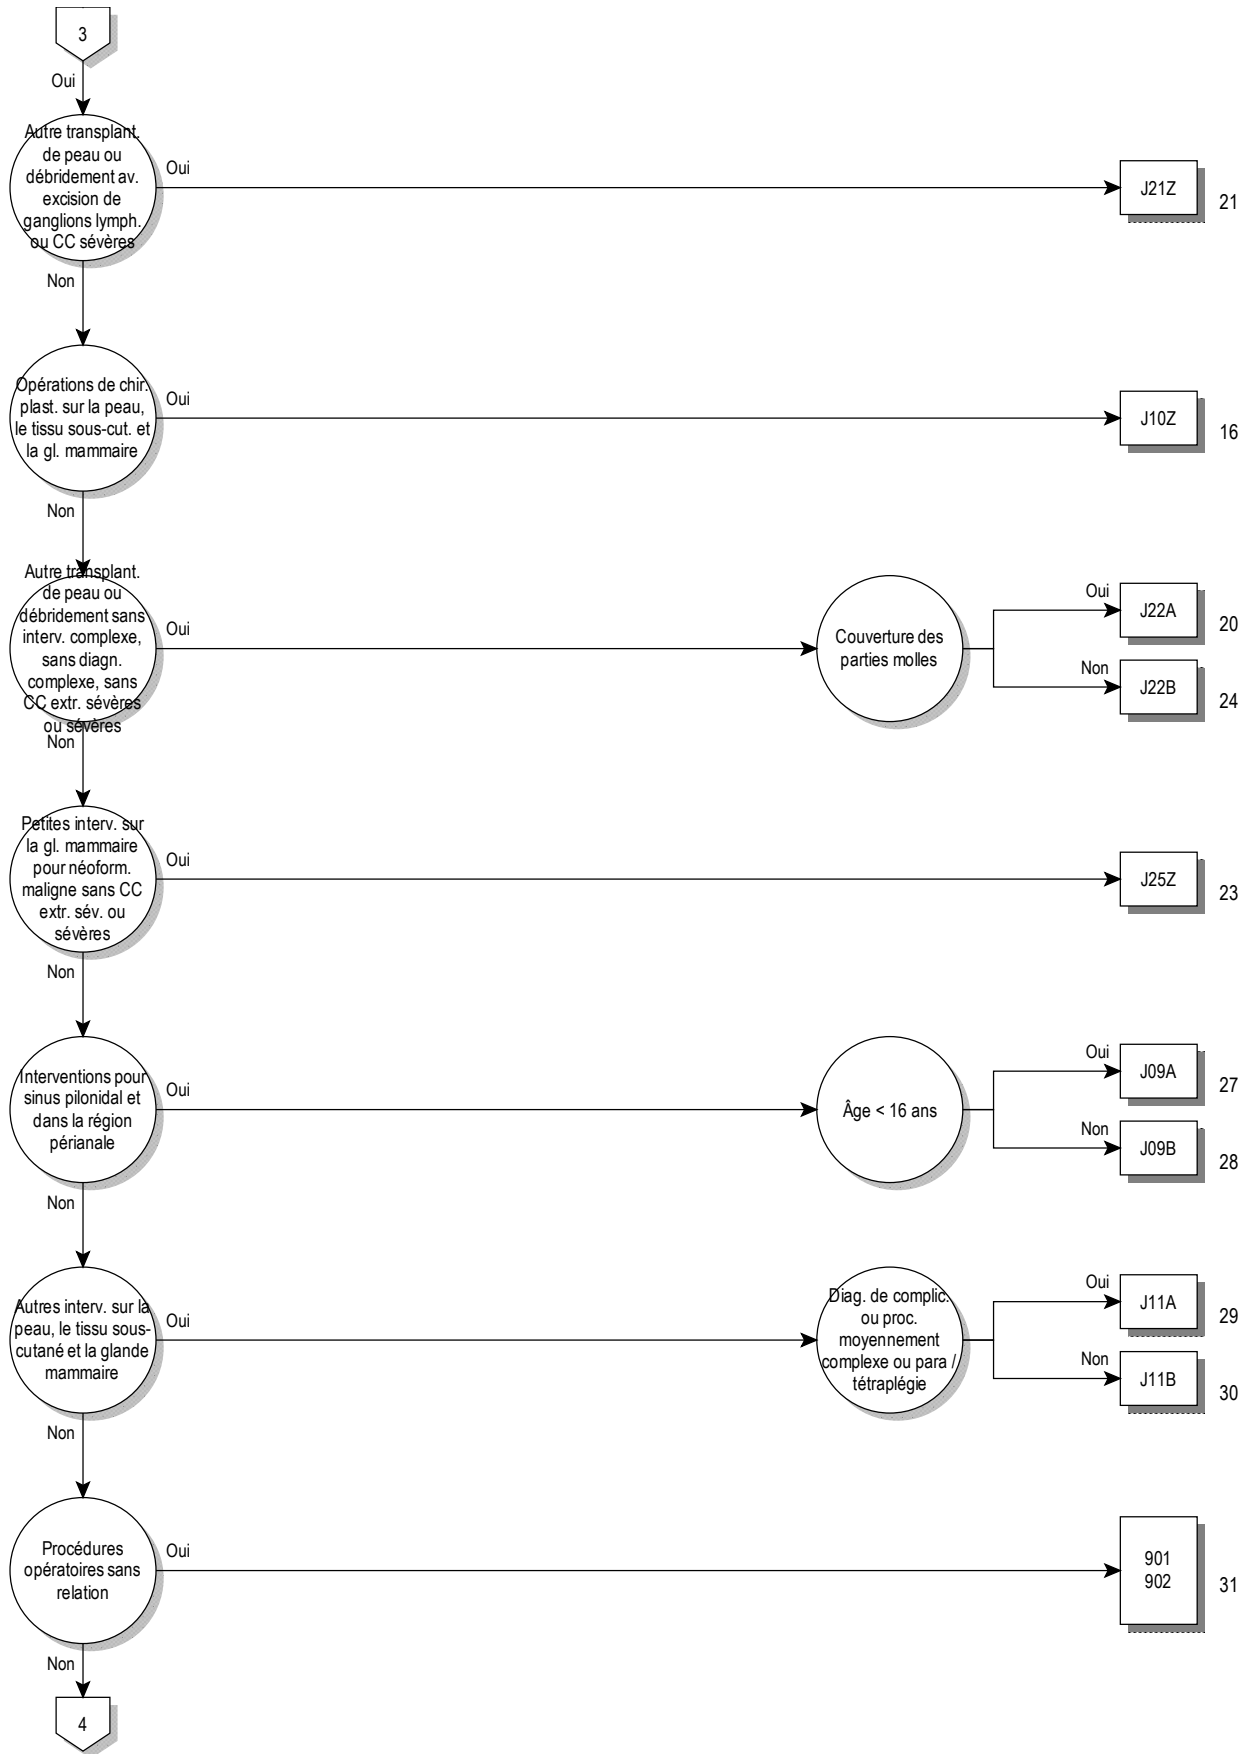 3
Oui
Autre transplant.
de peau ou
débridement av.
excision de
ganglions lymph.
ou CC sévères
Oui
J21Z
21
Non
Opérations de chir.
plast. sur la peau,
le tissu sous-cut. et
la gl. mammaire
Oui
J10Z
16
Non
Autre transplant.
de peau ou
débridement sans
interv. complexe,
sans diagn.
complexe, sans
CC extr. sévères
ou sévères
Oui
Couverture des
parties molles
Oui
J22A
20
Non
J22B
24
Non
Petites interv. sur
la gl. mammaire
pour néoform.
maligne sans CC
extr. sév. ou
sévères
Oui
J25Z
23
Non
Interventions pour
sinus pilonidal et
dans la région
périanale
Oui
Âge < 16 ans
Oui
J09A
27
Non
J09B
28
Non
Autres interv. sur la
peau, le tissu sous-
cutané et la glande
mammaire
Oui
Diag. de complic.
ou proc.
moyennement
complexe ou para /
tétraplégie
Oui
J11A
29
Non
J11B
30
Non
Procédures
opératoires sans
relation
Oui
901
902
31
Non
4